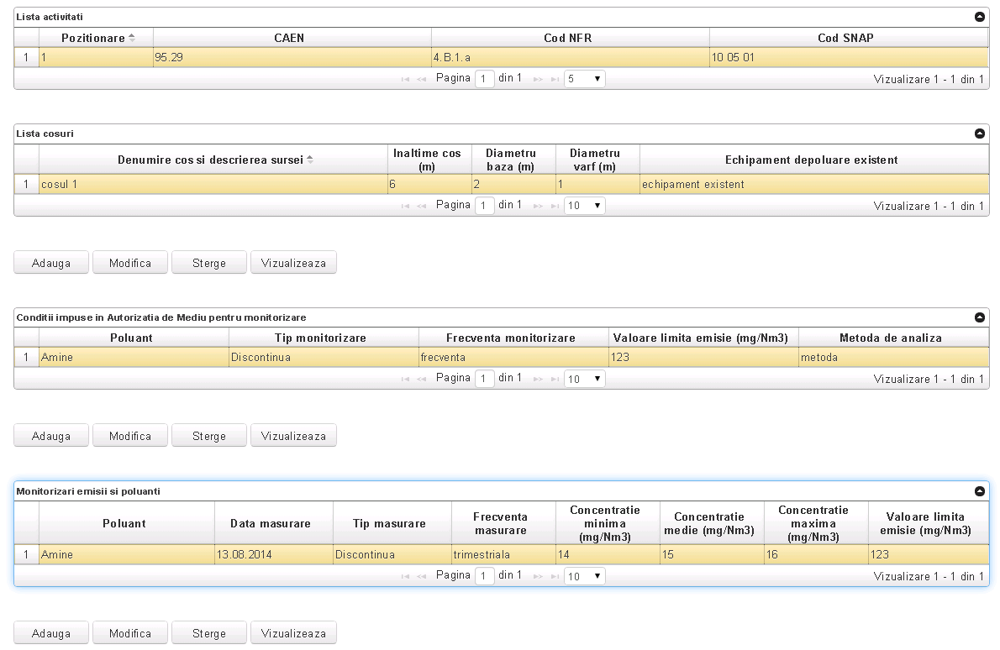 Lista activitati
Pozitionare CAEN Cod NFR Cod SNAP
1 1 95.29 4.B.1.a 10 05 01
Pagina 1 din 1 5 Vizualizare 1 - 1 din 1
Lista cosuri
Denumire cos si descrierea sursei Inaltime cos (m) Diametru baza (m) Diametru varf (m) Echipament depoluare existent
1 cosul 1 6 2 1 echipament existent
Pagina 1 din 1 10 Vizualizare 1 - 1 din 1
Adauga Modifica Sterge Vizualizeaza
Conditii impuse in Autorizatia de Mediu pentru monitorizare
Poluant Tip monitorizare Frecventa monitorizare Valoare limita emisie (mg/Nm3) Metoda de analiza
1 Amine Discontinua frecventa 123 metoda
Pagina 1 din 1 10 Vizualizare 1 - 1 din 1
Adauga Modifica Sterge Vizualizeaza
Monitorizari emisii si poluanti
Poluant Data masurare Tip masurare Frecventa masurare Concentratie minima (mg/Nm3) Concentratie medie (mg/Nm3) Concentratie maxima (mg/Nm3) Valoare limita emisie (mg/Nm3)
1 Amine 13.08.2014 Discontinua trimestriala 14 15 16 123
Pagina 1 din 1 10 Vizualizare 1 - 1 din 1
Adauga Modifica Sterge Vizualizeaza